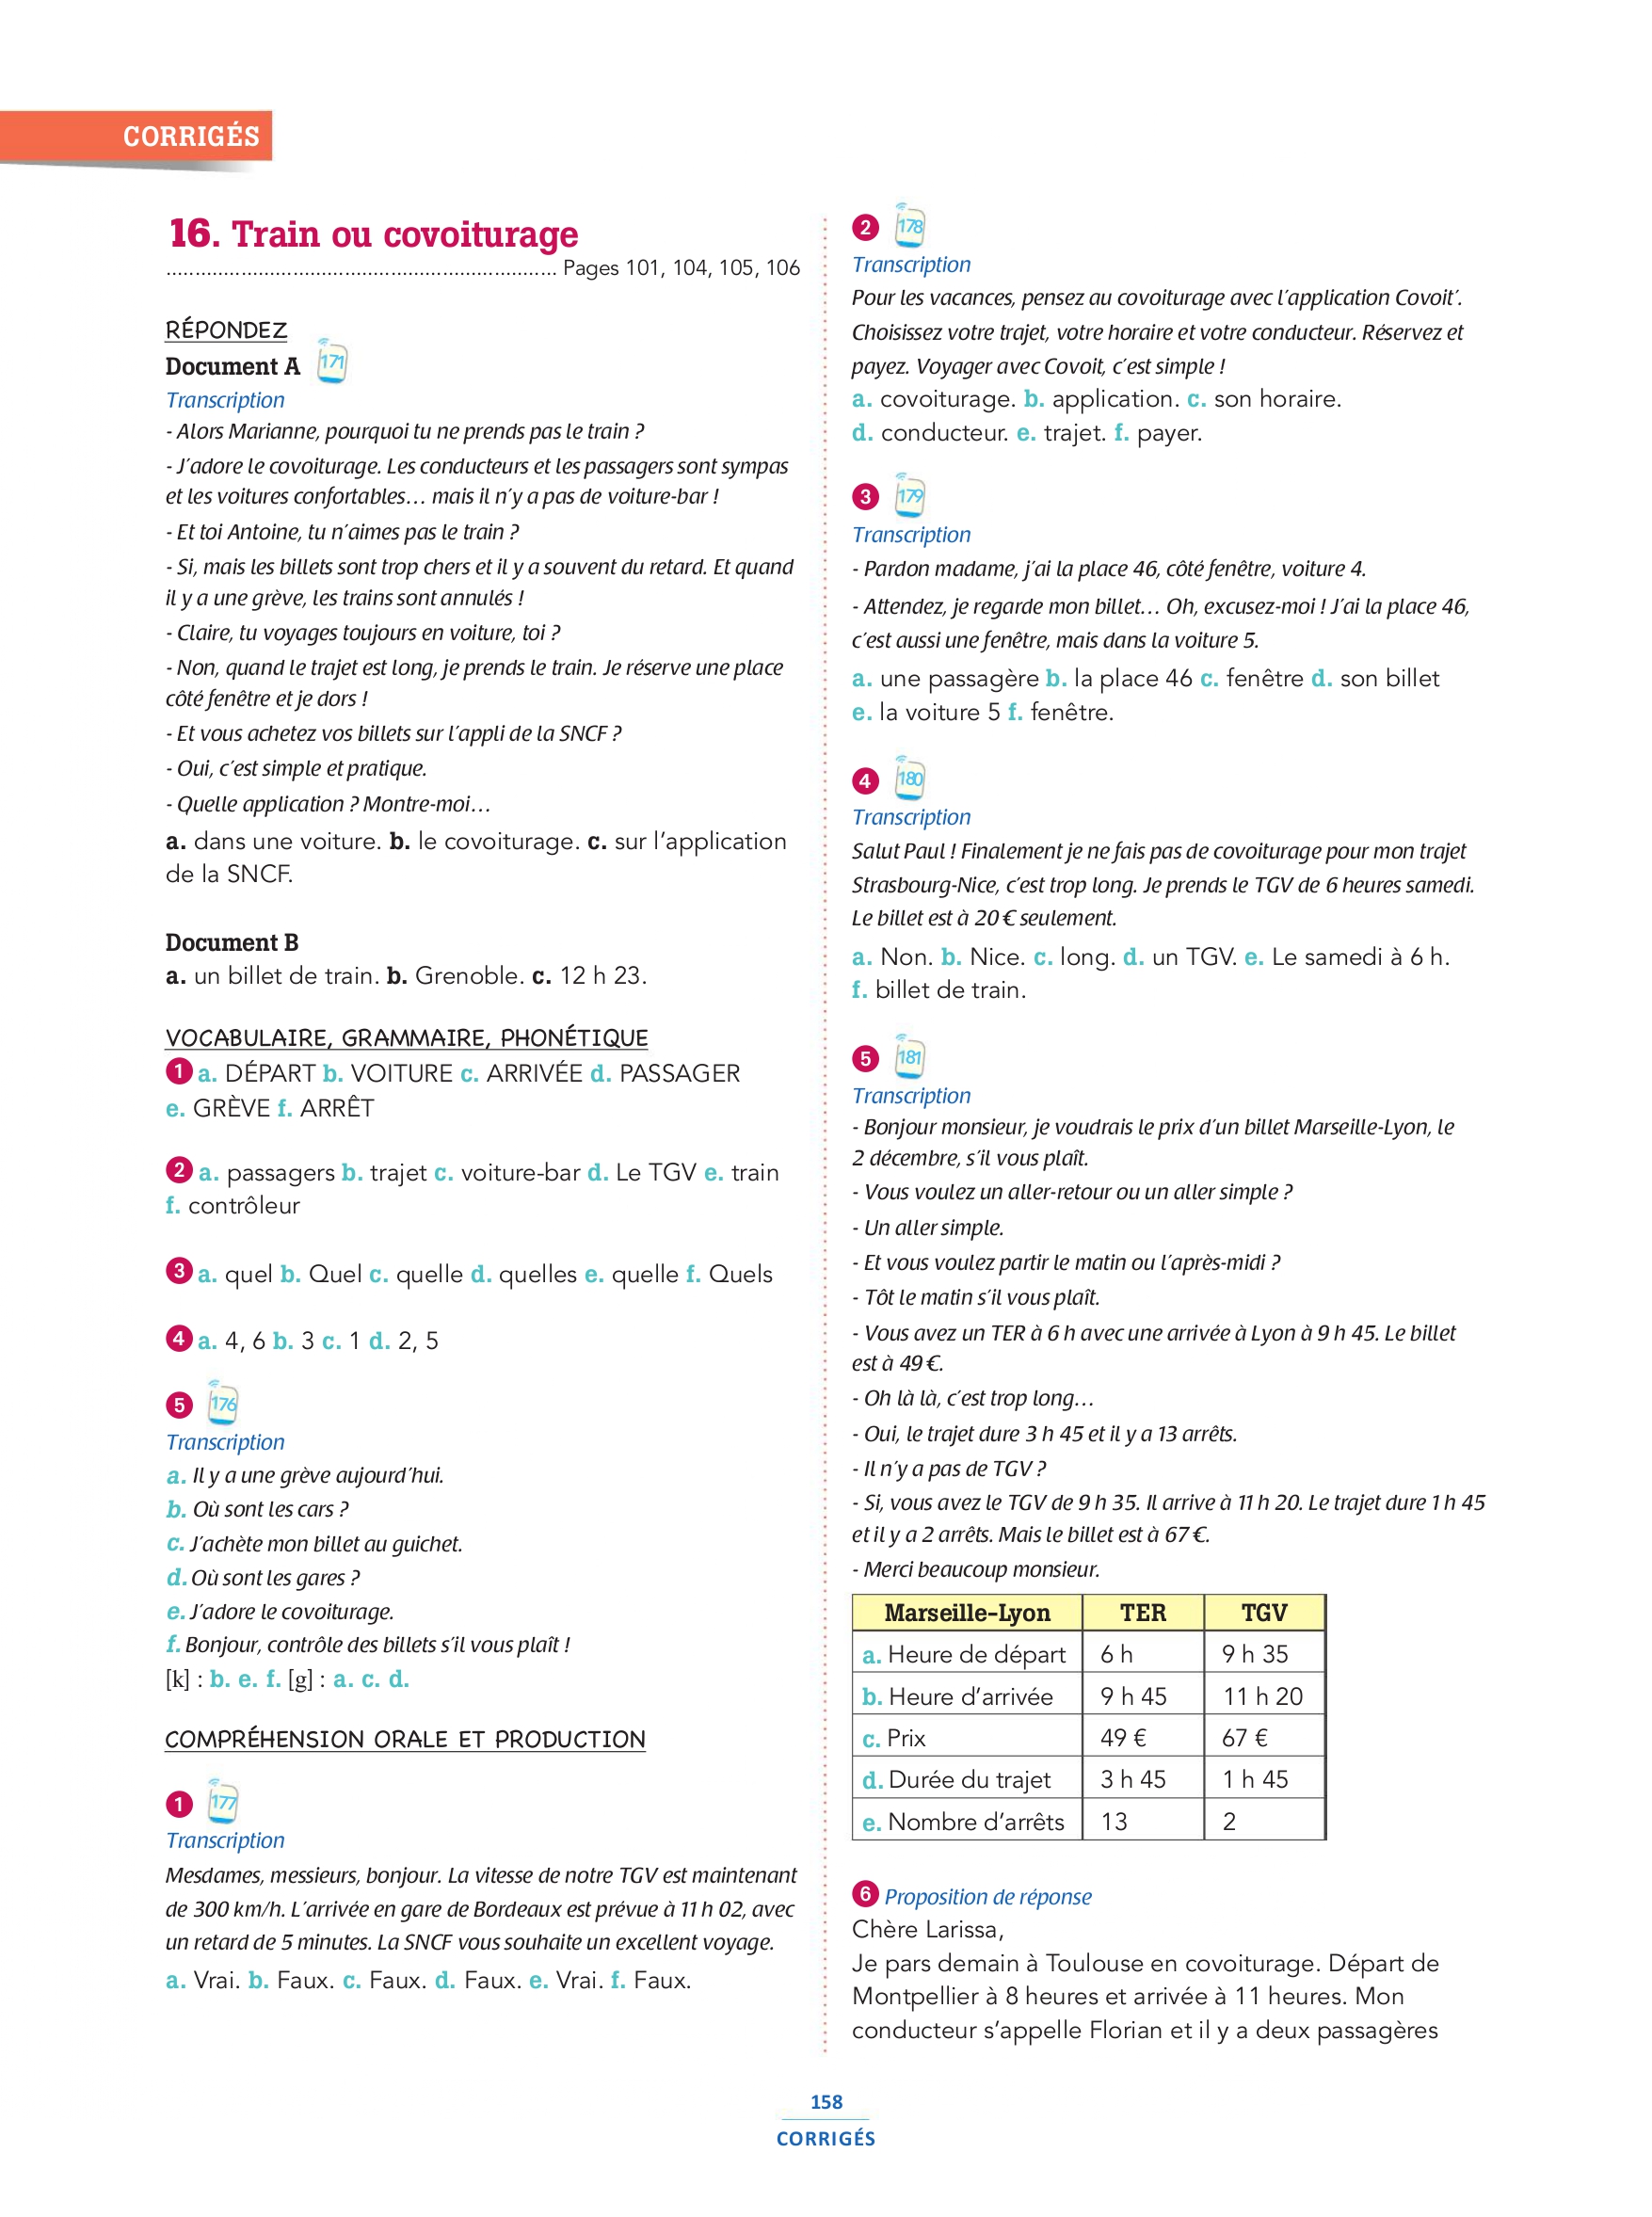 CORRIGÉS
16. Train ou covoiturage
.................................................................... Pages 101, 104, 105, 106
RÉPONDEZ
Document A 171
Transcription
- Alors Marianne, pourquoi tu ne prends pas le train ?
- J'adore le covoiturage. Les conducteurs et les passagers sont sympas
et les voitures confortables… mais il n'y a pas de voiture-bar !
- Et toi Antoine, tu n'aimes pas le train ?
- Si, mais les billets sont trop chers et il y a souvent du retard. Et quand
il y a une grève, les trains sont annulés !
- Claire, tu voyages toujours en voiture, toi ?
- Non, quand le trajet est long, je prends le train. Je réserve une place
côté fenêtre et je dors !
- Et vous achetez vos billets sur l'appli de la SNCF ?
- Oui, c'est simple et pratique.
- Quelle application ? Montre-moi…
a. dans une voiture. b. le covoiturage. c. sur l'application
de la SNCF.
Document B
a. un billet de train. b. Grenoble. c. 12 h 23.
VOCABULAIRE, GRAMMAIRE, PHONÉTIQUE
1 a. DÉPART b. VOITURE c. ARRIVÉE d. PASSAGER
e. GRÈVE f. ARRÊT
2 a. passagers b. trajet c. voiture-bar d. Le TGV e. train
f. contrôleur
3 a. quel b. Quel c. quelle d. quelles e. quelle f. Quels
4 a. 4, 6 b. 3 c. 1 d. 2, 5
5 176
Transcription
a. Il y a une grève aujourd'hui.
b. Où sont les cars ?
c. J'achète mon billet au guichet.
d. Où sont les gares ?
e. J'adore le covoiturage.
f. Bonjour, contrôle des billets s'il vous plaît !
[k] : b. e. f. [g] : a. c. d.
COMPRÉHENSION ORALE ET PRODUCTION
1 177
Transcription
Mesdames, messieurs, bonjour. La vitesse de notre TGV est maintenant
de 300 km/h. L'arrivée en gare de Bordeaux est prévue à 11 h 02, avec
un retard de 5 minutes. La SNCF vous souhaite un excellent voyage.
a. Vrai. b. Faux. c. Faux. d. Faux. e. Vrai. f. Faux.
2 178
Transcription
Pour les vacances, pensez au covoiturage avec l'application Covoit'.
Choisissez votre trajet, votre horaire et votre conducteur. Réservez et
payez. Voyager avec Covoit, c'est simple !
a. covoiturage. b. application. c. son horaire.
d. conducteur. e. trajet. f. payer.
3 179
Transcription
- Pardon madame, j'ai la place 46, côté fenêtre, voiture 4.
- Attendez, je regarde mon billet… Oh, excusez-moi ! J'ai la place 46,
c'est aussi une fenêtre, mais dans la voiture 5.
a. une passagère b. la place 46 c. fenêtre d. son billet
e. la voiture 5 f. fenêtre.
4 180
Transcription
Salut Paul ! Finalement je ne fais pas de covoiturage pour mon trajet
Strasbourg-Nice, c'est trop long. Je prends le TGV de 6 heures samedi.
Le billet est à 20 € seulement.
a. Non. b. Nice. c. long. d. un TGV. e. Le samedi à 6 h.
f. billet de train.
5 181
Transcription
- Bonjour monsieur, je voudrais le prix d'un billet Marseille-Lyon, le
2 décembre, s'il vous plaît.
- Vous voulez un aller-retour ou un aller simple ?
- Un aller simple.
- Et vous voulez partir le matin ou l'après-midi ?
- Tôt le matin s'il vous plaît.
- Vous avez un TER à 6 h avec une arrivée à Lyon à 9 h 45. Le billet
est à 49 €.
- Oh là là, c'est trop long…
- Oui, le trajet dure 3 h 45 et il y a 13 arrêts.
- Il n'y a pas de TGV ?
- Si, vous avez le TGV de 9 h 35. Il arrive à 11 h 20. Le trajet dure 1 h 45
et il y a 2 arrêts. Mais le billet est à 67 €.
- Merci beaucoup monsieur.
Marseille-Lyon TER TGV
a. Heure de départ 6 h 9 h 35
b. Heure d'arrivée 9 h 45 11 h 20
c. Prix 49 € 67 €
d. Durée du trajet 3 h 45 1 h 45
e. Nombre d'arrêts 13 2
6 Proposition de réponse
Chère Larissa,
Je pars demain à Toulouse en covoiturage. Départ de
Montpellier à 8 heures et arrivée à 11 heures. Mon
conducteur s'appelle Florian et il y a deux passagères
158
CORRIGÉS